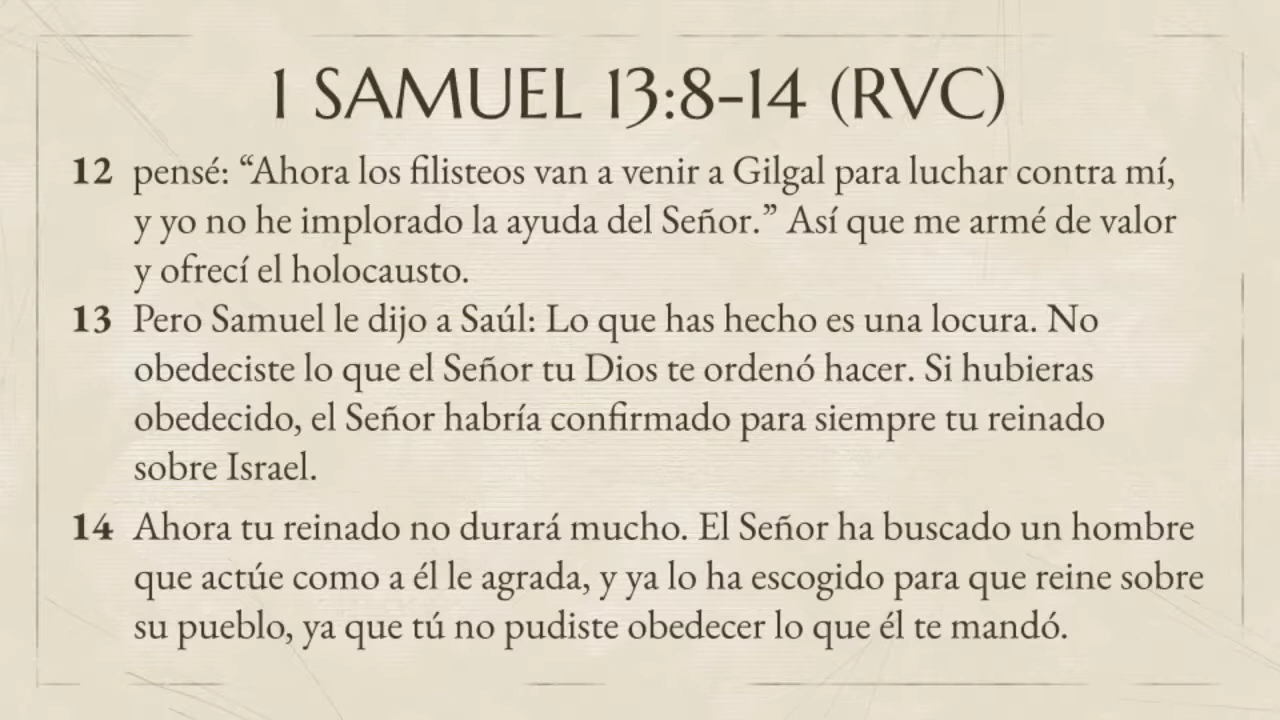 1 SAMUEL 13:8-14 (RVC)
12 pensé: “Ahora los filisteos van a venir a Gilgal para luchar contra mí,
y yo no he implorado la ayuda del Señor.” Así que me armé de valor
y ofrecí el holocausto.
13 Pero Samuel le dijo a Saúl: Lo que has hecho es una locura. No
obedeciste lo que el Señor tu Dios te ordenó hacer. Si hubieras
obedecido, el Señor habría confirmado para siempre tu reinado
sobre Israel.
14 Ahora tu reinado no durará mucho. El Señor ha buscado un hombre
que actúe como a él le agrada, y ya lo ha escogido para que reine sobre
su pueblo, ya que tú no pudiste obedecer lo que él te mandó.